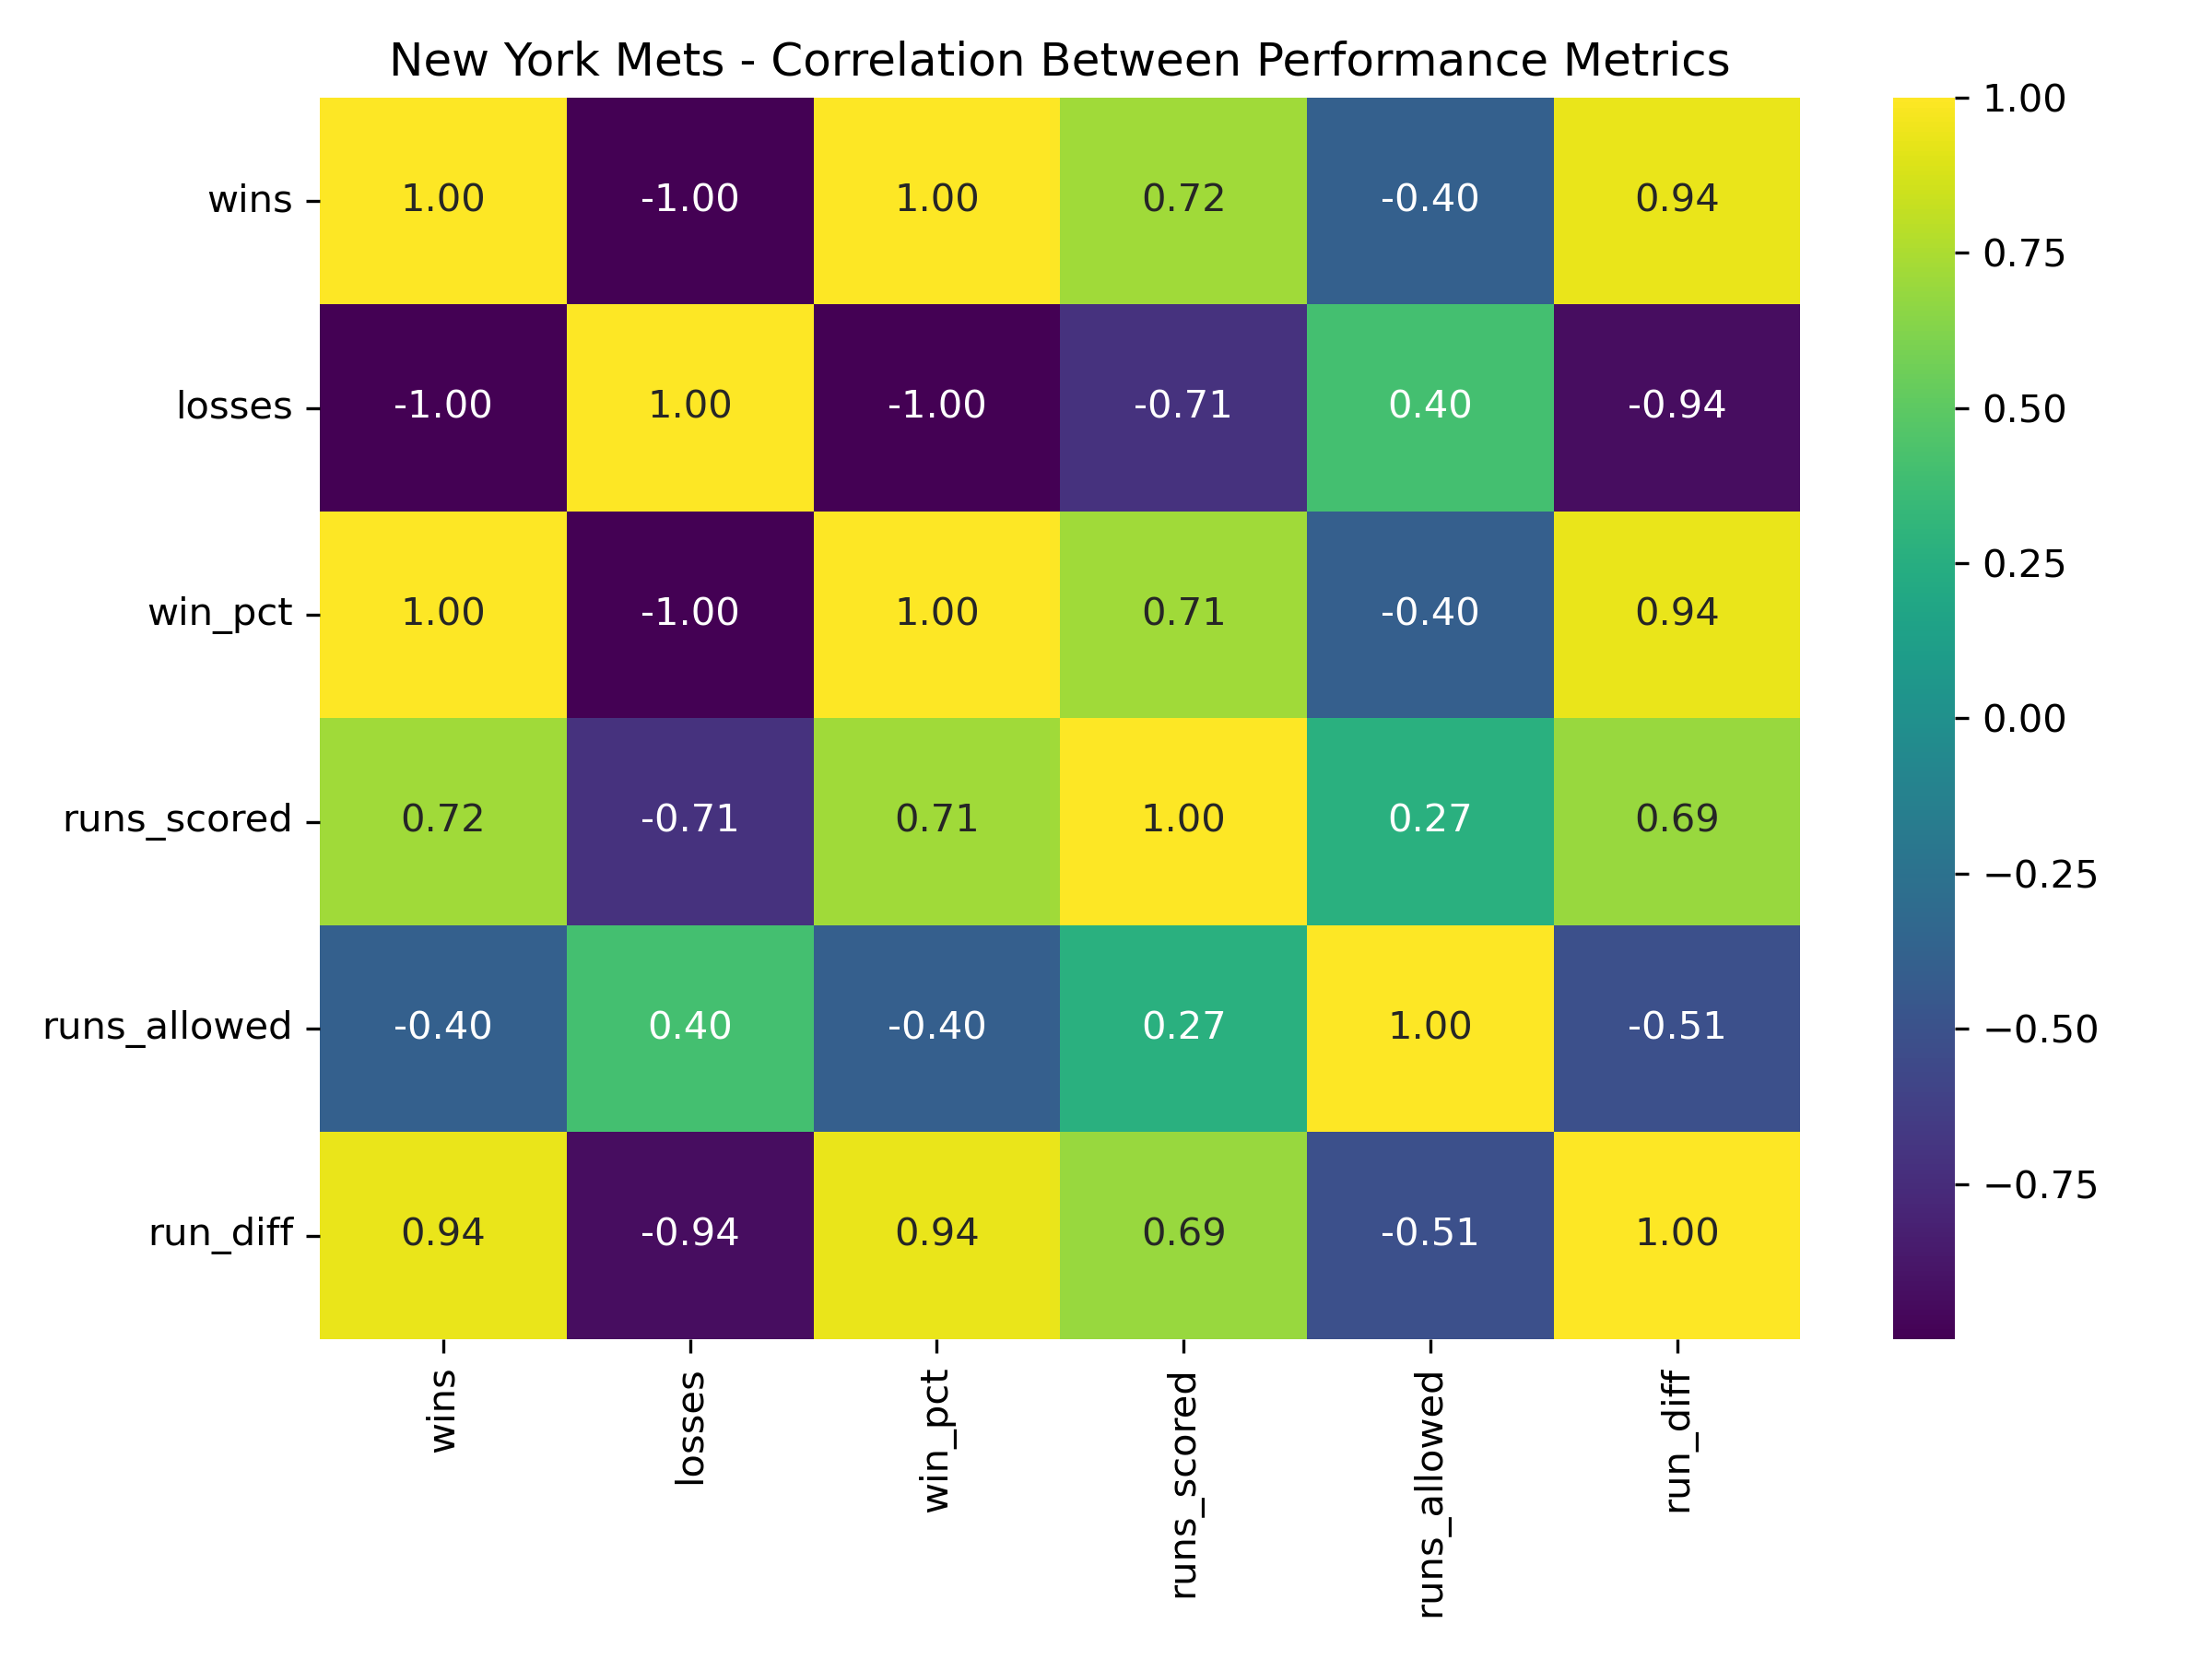 New York Mets - Correlation Between Performance Metrics
wins 1.00 -1.00 1.00 0.72 -0.40 0.94
losses -1.00 1.00 -1.00 -0.71 0.40 -0.94
win_pct 1.00 -1.00 1.00 0.71 -0.40 0.94
runs_scored 0.72 -0.71 0.71 1.00 0.27 0.69
runs_allowed -0.40 0.40 -0.40 0.27 1.00 -0.51
run_diff 0.94 -0.94 0.94 0.69 -0.51 1.00
wins
losses
win_pct
runs_scored
runs_allowed
run_diff
1.00
0.75
0.50
0.25
0.00
−0.25
−0.50
−0.75